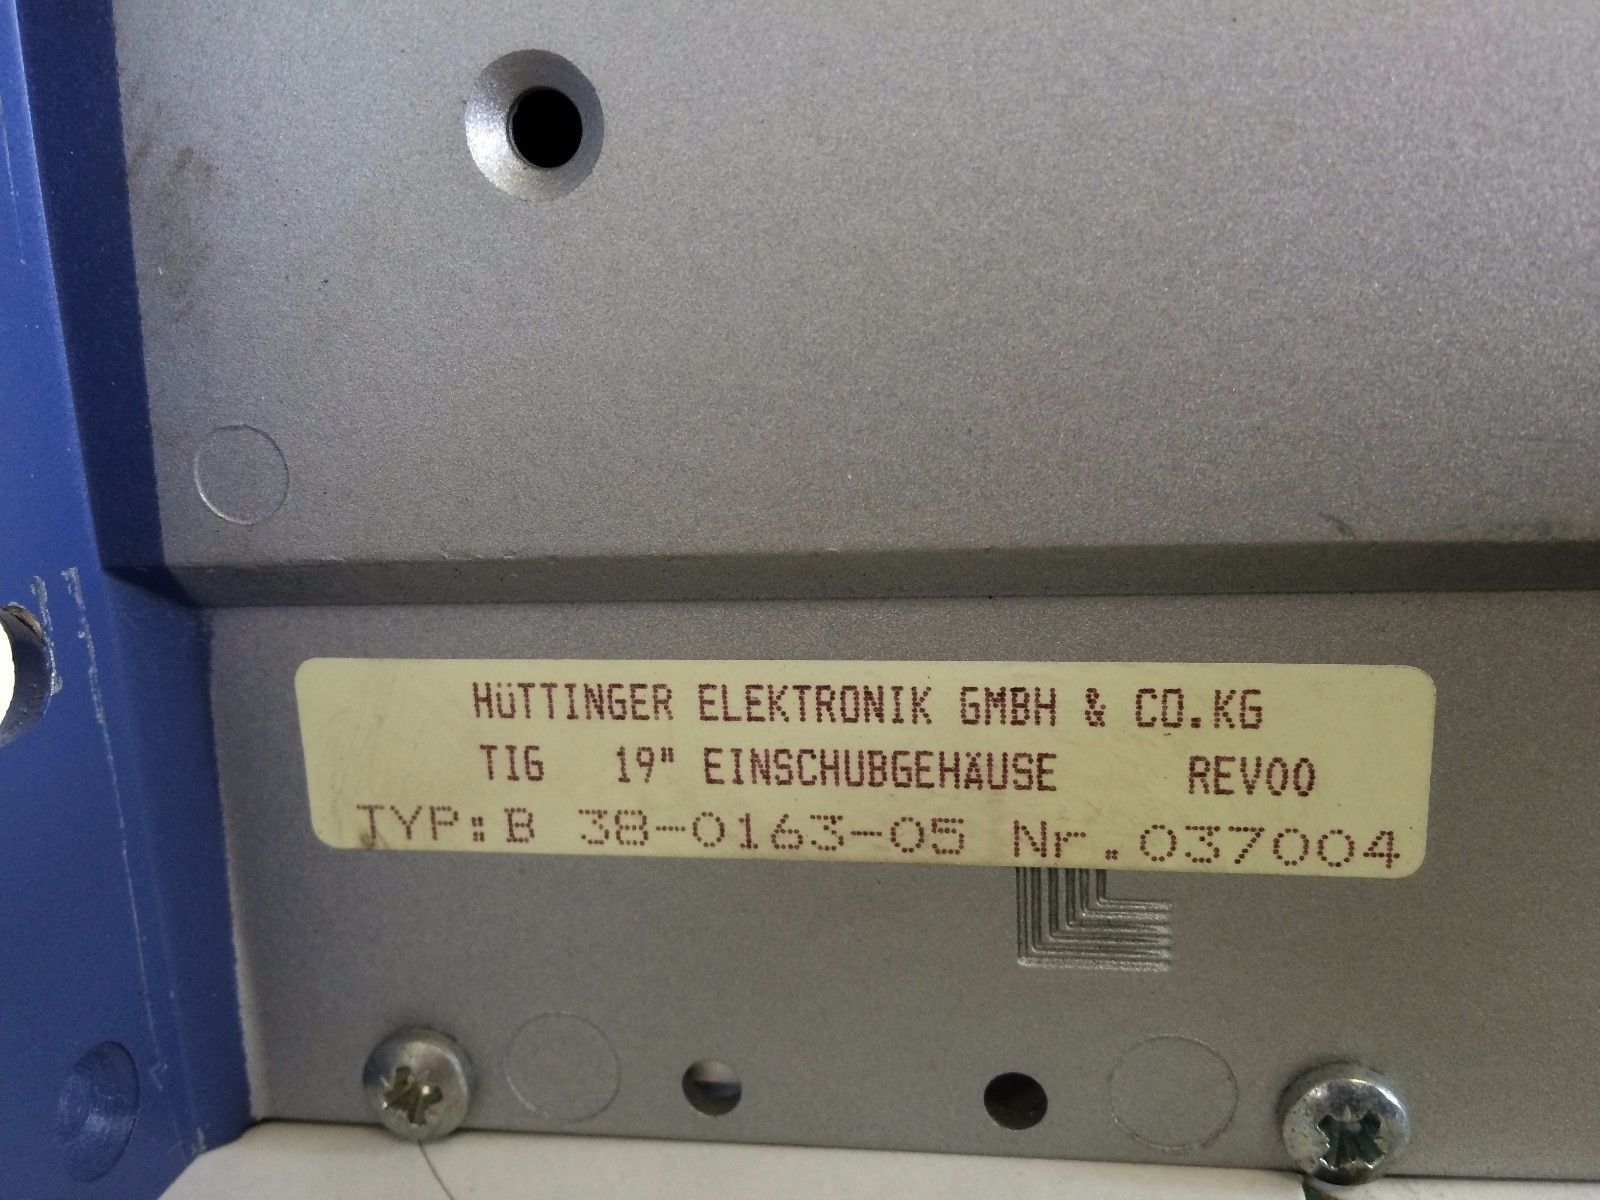 HüTTINGER ELEKTRONIK GMBH & CO.KG
TIG 19" EINSCHUBGEHÄUSE REV00
TYP:B 38-0163-05 Nr.037004